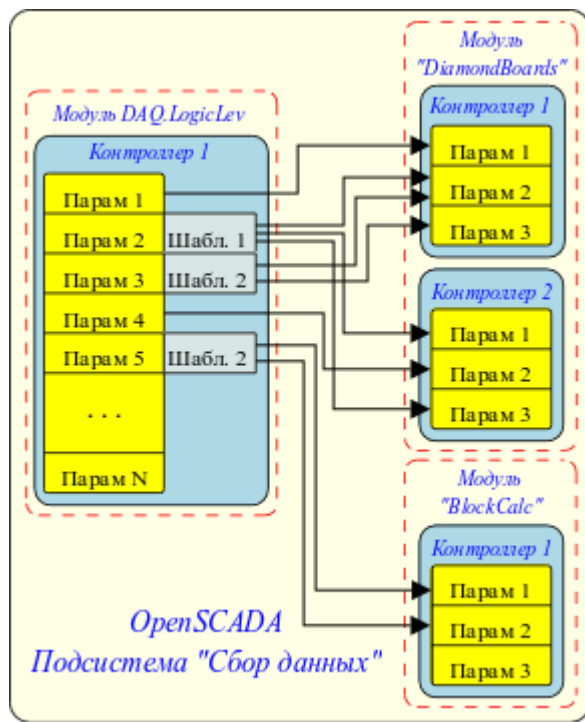 Модуль DAQ.LogicLev
Контроллер 1
Парам 1
Парам 2
Шабл. 1
Парам 3
Шабл. 2
Парам 4
Парам 5
Шабл. 2
. . .
Парам N
Модуль
"DiamondBoards"
Контроллер 1
Парам 1
Парам 2
Парам 3
Контроллер 2
Парам 1
Парам 2
Парам 3
Модуль
"BlockCalc"
Контроллер 1
Парам 1
Парам 2
Парам 3
OpenSCADA
Подсистема "Сбор данных"